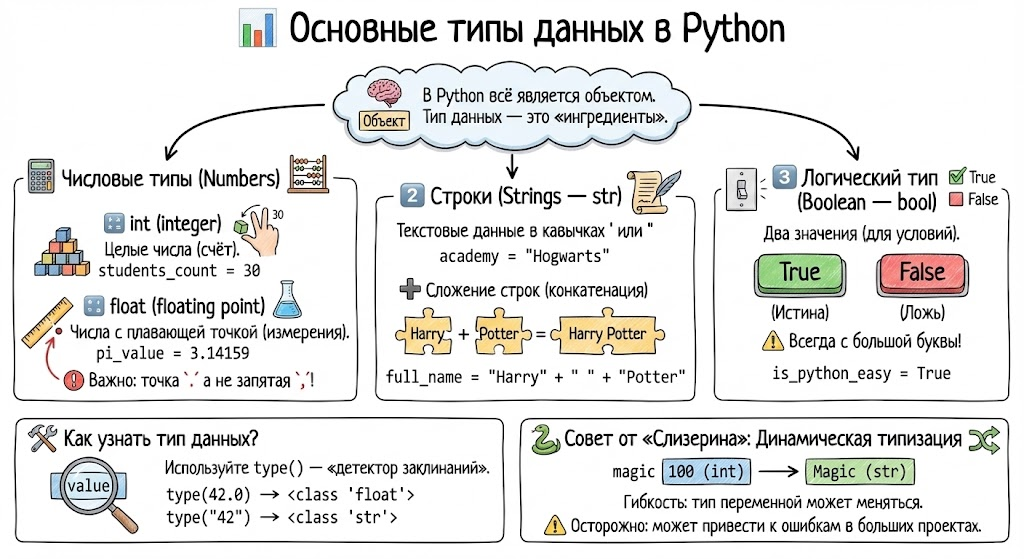 Основные типы данных в Python
В Python всё является объектом.
Объект
Тип данных — это «ингредиенты».
Числовые типы (Numbers)
int (integer)
30
Целые числа (счёт).
students_count = 30
float (floating point)
Числа с плавающей точкой (измерения).
pi_value = 3.14159
Важно: точка `.` а не запятая `,`!
2 Строки (Strings — str)
Текстовые данные в кавычках ' или "
academy = "Hogwarts"
Сложение строк (конкатенация)
Harry + Potter = Harry Potter
full_name = "Harry" + " " + "Potter"
3 Логический тип
(Boolean — bool)
True
False
Два значения (для условий).
True False
(Истина) (Ложь)
Всегда с большой буквы!
is_python_easy = True
Как узнать тип данных?
value
Используйте type() — «детектор заклинаний».
type(42.0) → <class 'float'>
type("42") → <class 'str'>
Совет от «Слизерина»: Динамическая типизация
magic 100 (int) → Magic (str)
Гибкость: тип переменной может меняться.
Осторожно: может привести к ошибкам в больших проектах.